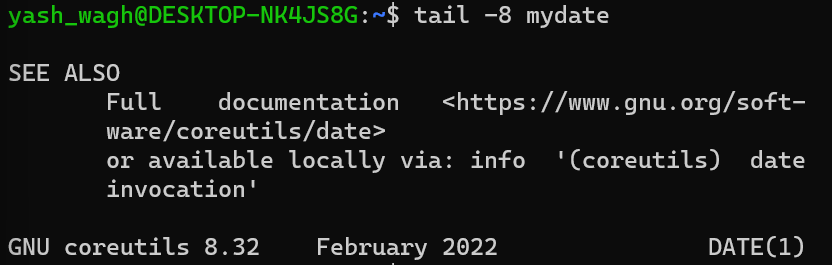 yash_wagh@DESKTOP-NK4JS8G:~$ tail -8 mydate
SEE ALSO
Full documentation <https://www.gnu.org/soft-
ware/coreutils/date>
or available locally via: info '(coreutils) date
invocation'
GNU coreutils 8.32 February 2022 DATE(1)